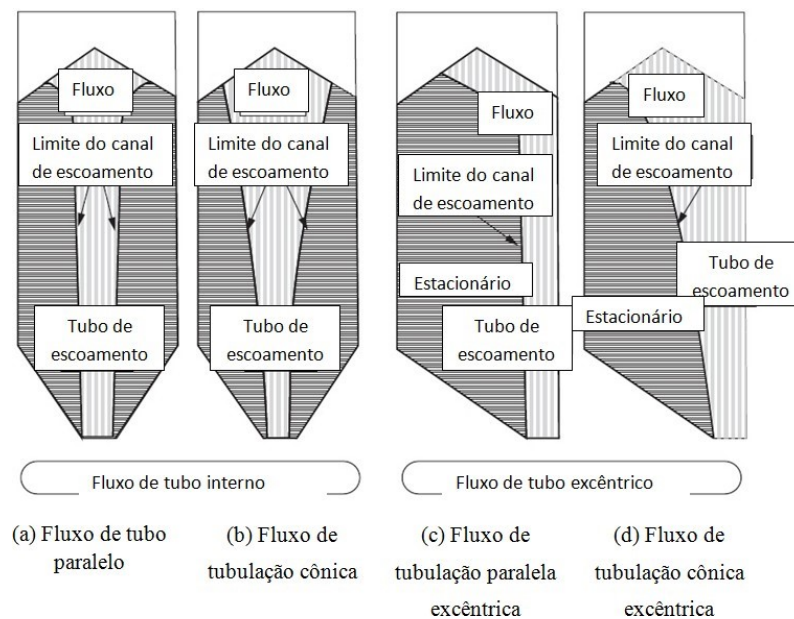 Fluxo
Limite do canal
de escoamento
Tubo de
escoamento
Fluxo
Limite do canal
de escoamento
Tubo de
escoamento
Fluxo
Limite do canal
de escoamento
Estacionário
Tubo de
escoamento
Fluxo
Limite do canal
de escoamento
Tubo de
escoamento
Estacionário
Fluxo de tubo interno
Fluxo de tubo excêntrico
(a) Fluxo de tubo
paralelo
(b) Fluxo de
tubulação cônica
(c) Fluxo de
tubulação paralela
excêntrica
(d) Fluxo de
tubulação cônica
excêntrica